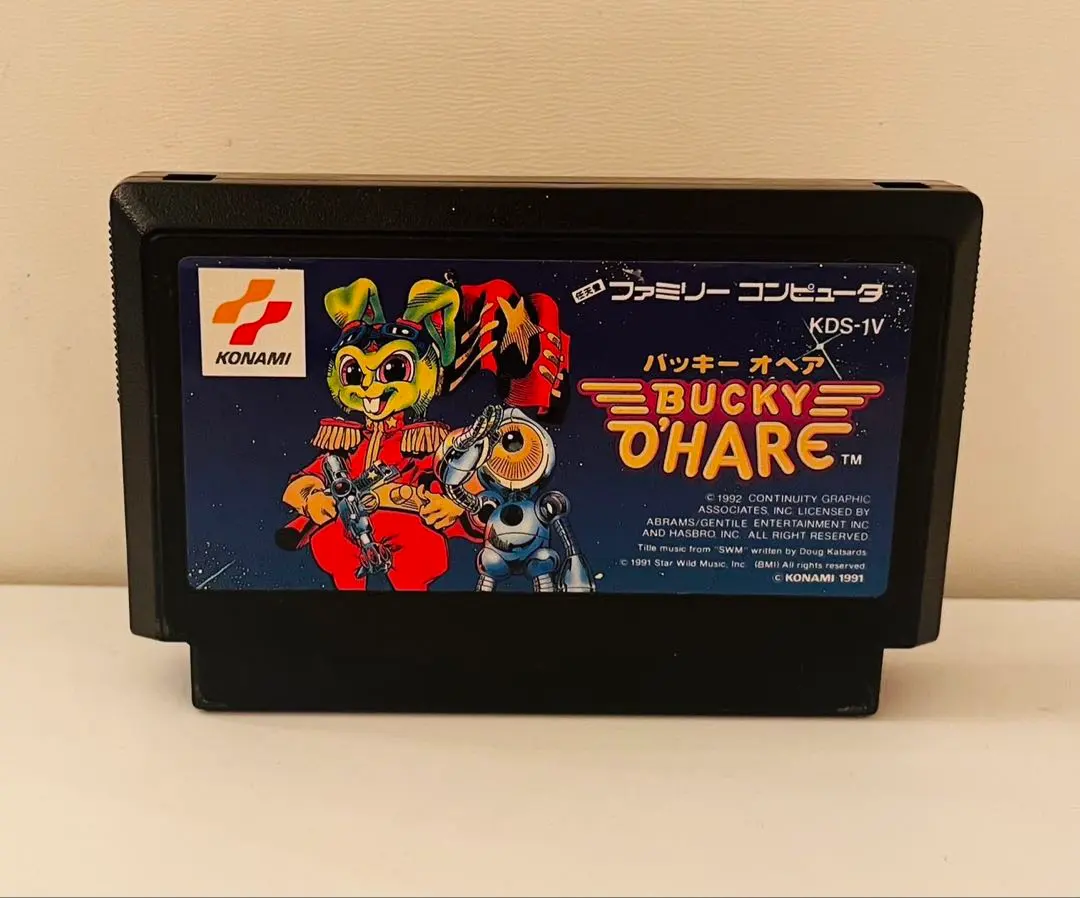 KONAMI
任天堂 ファミリー コンピュータ
KDS-1V
バッキー オヘア
BUCKY
O'HARE TM
© 1992 CONTINUITY GRAPHIC
ASSOCIATES, INC. LICENSED BY
ABRAMS/GENTILE ENTERTAINMENT INC
AND HASBRO, INC. ALL RIGHT RESERVED.
Title music from "SWM" written by Doug Katsards
© 1991 Star Wild Music, Inc. (BMI) All rights reserved
© KONAMI 1991